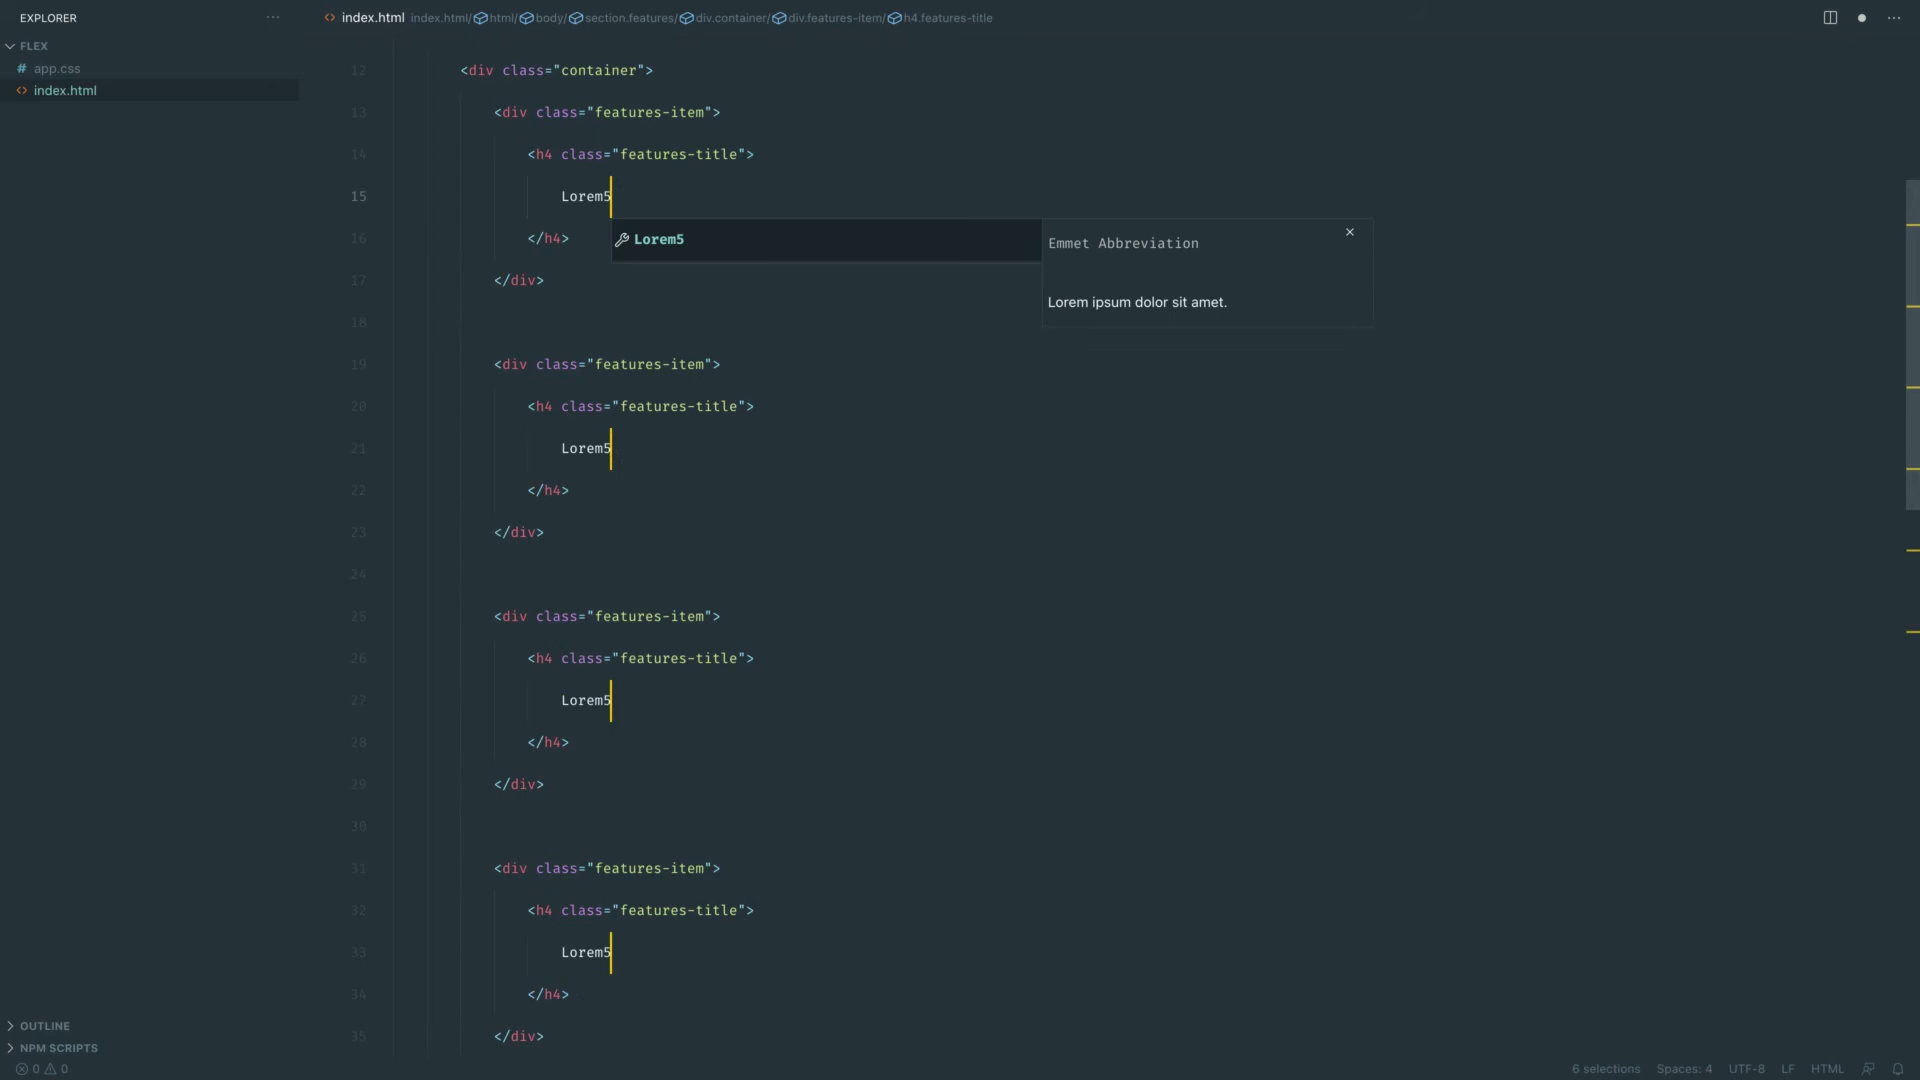 EXPLORER
FLEX
# app.css
<> index.html
<> index.html index.html/html/body/section.features/div.container/div.features-item/h4.features-title
12 <div class="container">
13 <div class="features-item">
14 <h4 class="features-title">
15 Lorem5
16 </h4>
Lorem5
Emmet Abbreviation
Lorem ipsum dolor sit amet.
17 </div>
18
19 <div class="features-item">
20 <h4 class="features-title">
21 Lorem5
22 </h4>
23 </div>
24
25 <div class="features-item">
26 <h4 class="features-title">
27 Lorem5
28 </h4>
29 </div>
30
31 <div class="features-item">
32 <h4 class="features-title">
33 Lorem5
34 </h4>
35 </div>
OUTLINE
NPM SCRIPTS
0 0
6 selections Spaces: 4 UTF-8 LF HTML